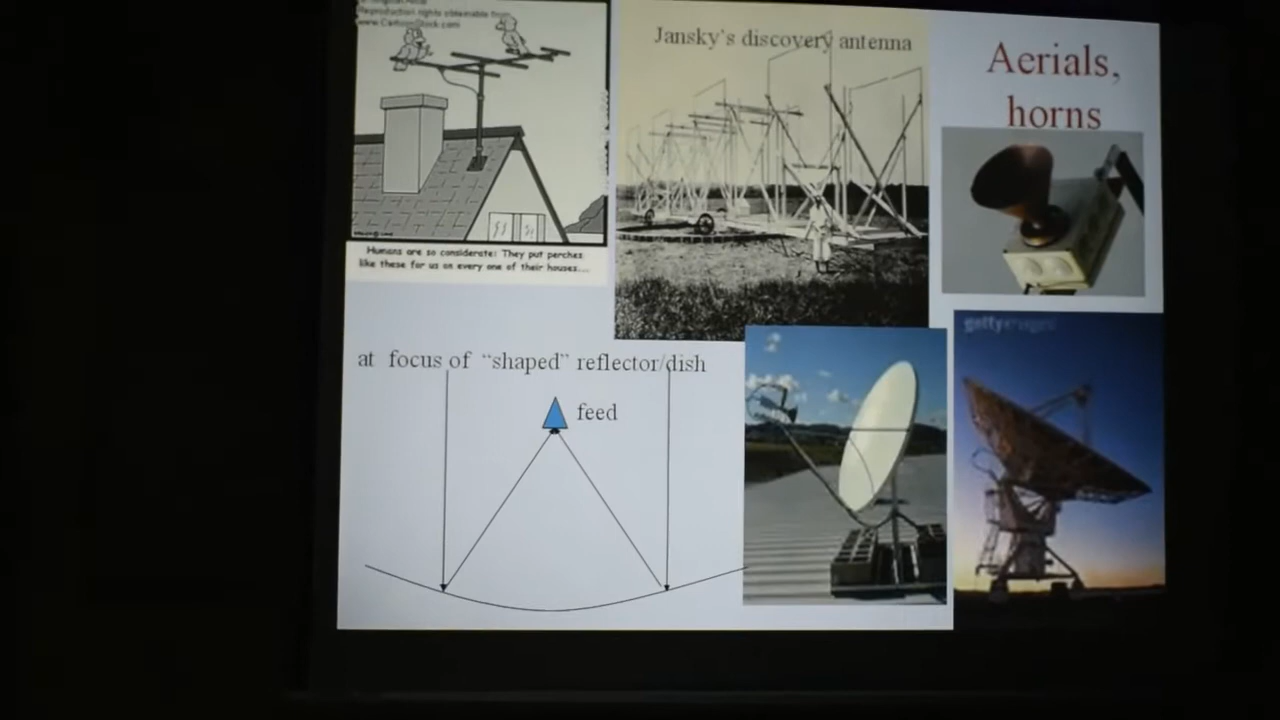 Reproduction rights obtainable from
www.CartoonStock.com
Humans are so considerate: They put perches
like these for us on every one of their houses...
Jansky's discovery antenna
Aerials,
horns
gettyimages
at focus of “shaped” reflector/dish
feed